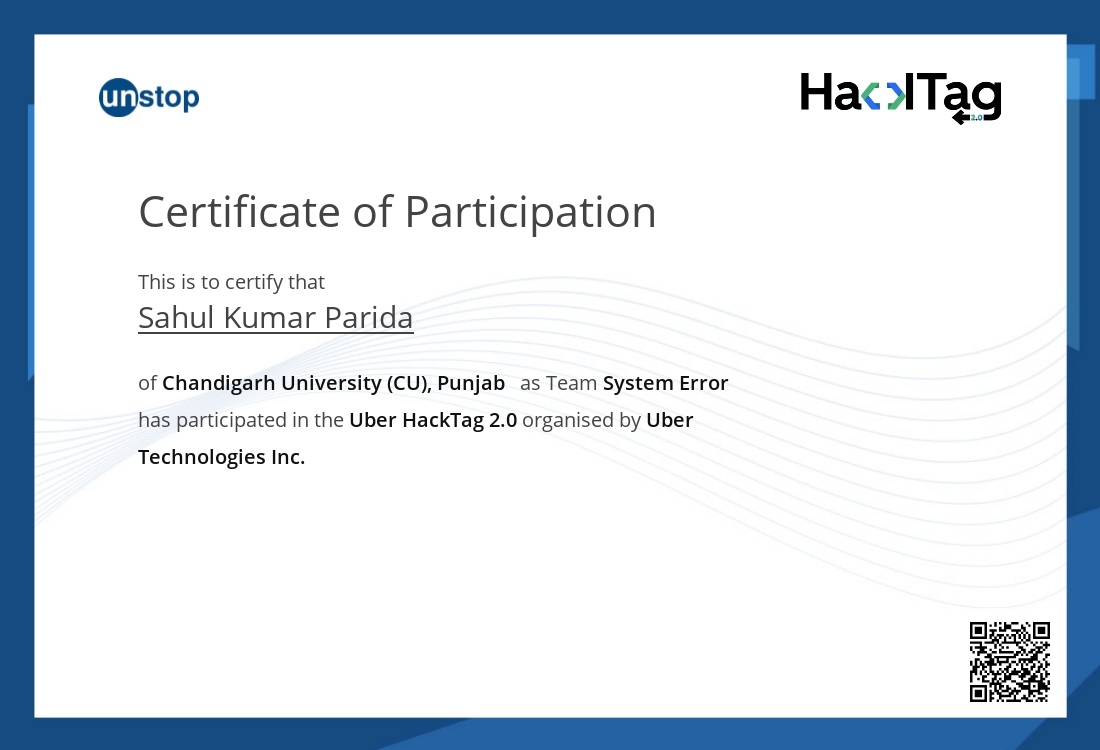 unstop
HackTag
2.0
Certificate of Participation
This is to certify that
Sahul Kumar Parida
of Chandigarh University (CU), Punjab as Team System Error
has participated in the Uber HackTag 2.0 organised by Uber
Technologies Inc.